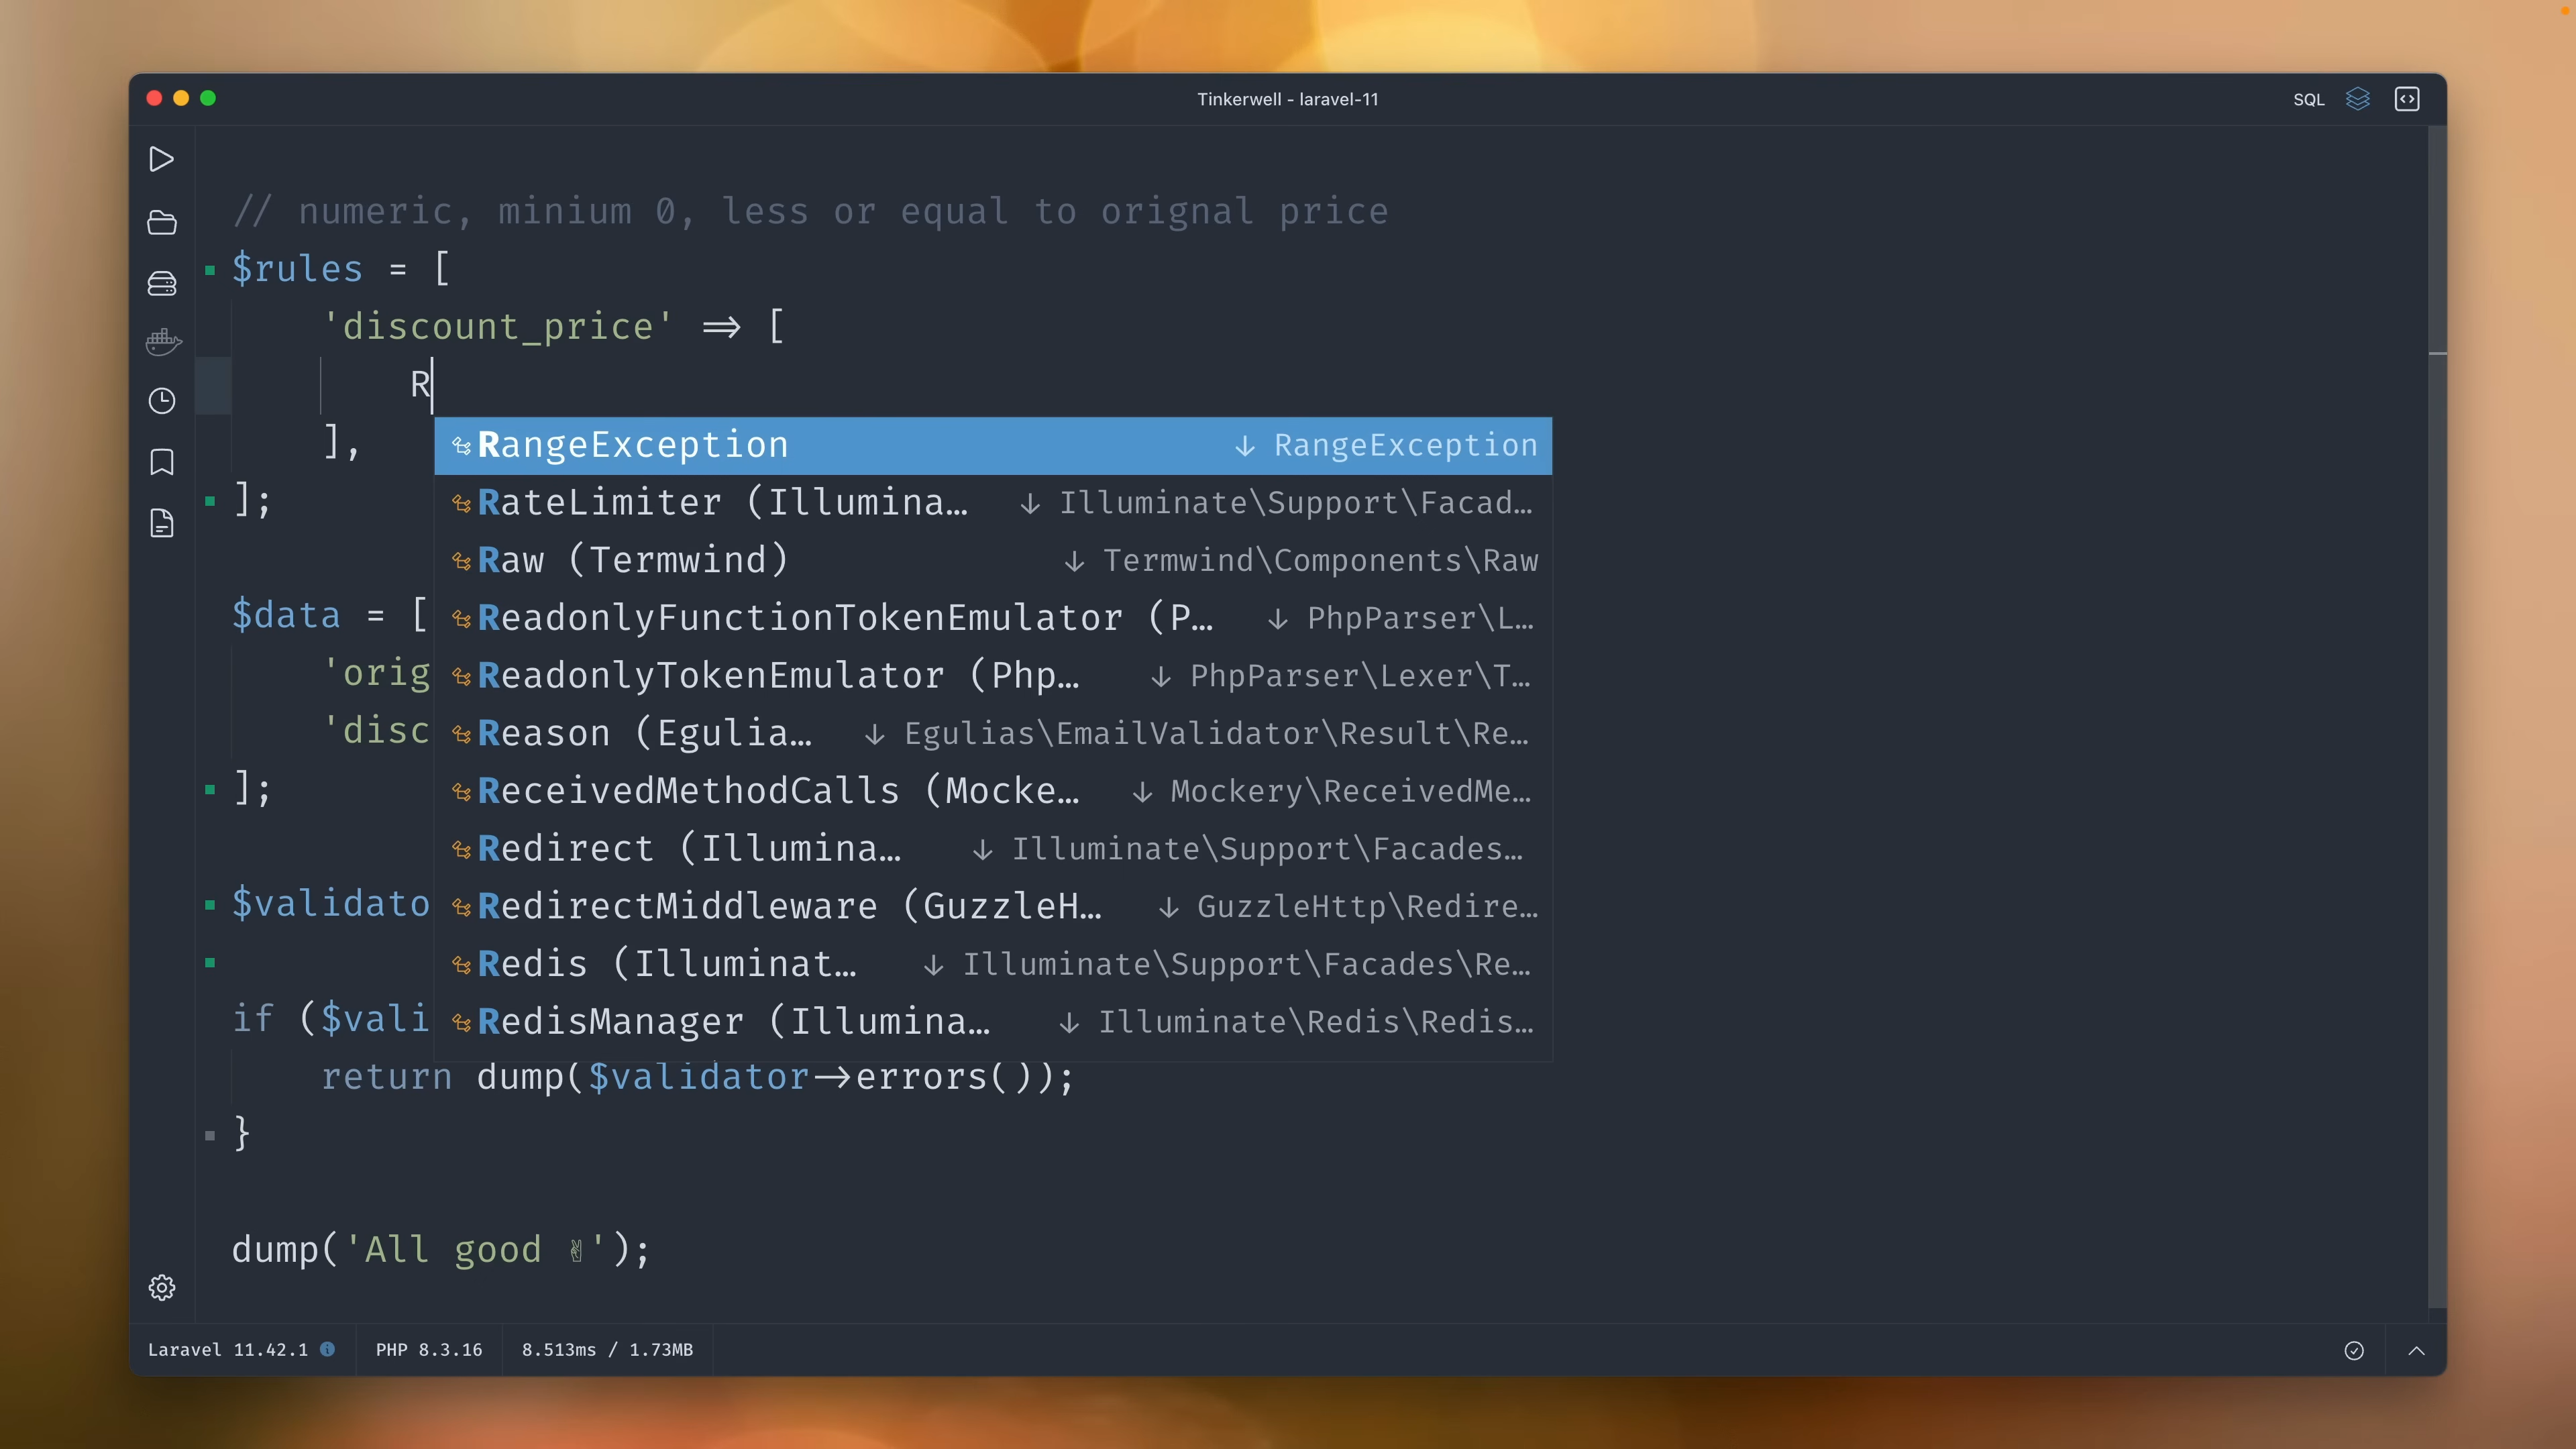 Tinkerwell - laravel-11
SQL
// numeric, minium 0, less or equal to orignal price
$rules = [
'discount_price' => [
R
RangeException ↓ RangeException
], 
RateLimiter (Illumina… ↓ Illuminate\Support\Facad…
];
Raw (Termwind) ↓ Termwind\Components\Raw
$data = [
ReadonlyFunctionTokenEmulator (P… ↓ PhpParser\L…
'orig
ReadonlyTokenEmulator (Php… ↓ PhpParser\Lexer\T…
'disc
Reason (Egulia… ↓ Egulias\EmailValidator\Result\Re…
];
ReceivedMethodCalls (Mocke… ↓ Mockery\ReceivedMe…
Redirect (Illumina… ↓ Illuminate\Support\Facades…
$validato
RedirectMiddleware (GuzzleH… ↓ GuzzleHttp\Redire…
Redis (Illuminat… ↓ Illuminate\Support\Facades\Re…
if ($vali
RedisManager (Illumina… ↓ Illuminate\Redis\Redis…
return dump($validator->errors());
}
dump('All good ✌');
Laravel 11.42.1
PHP 8.3.16
8.513ms / 1.73MB